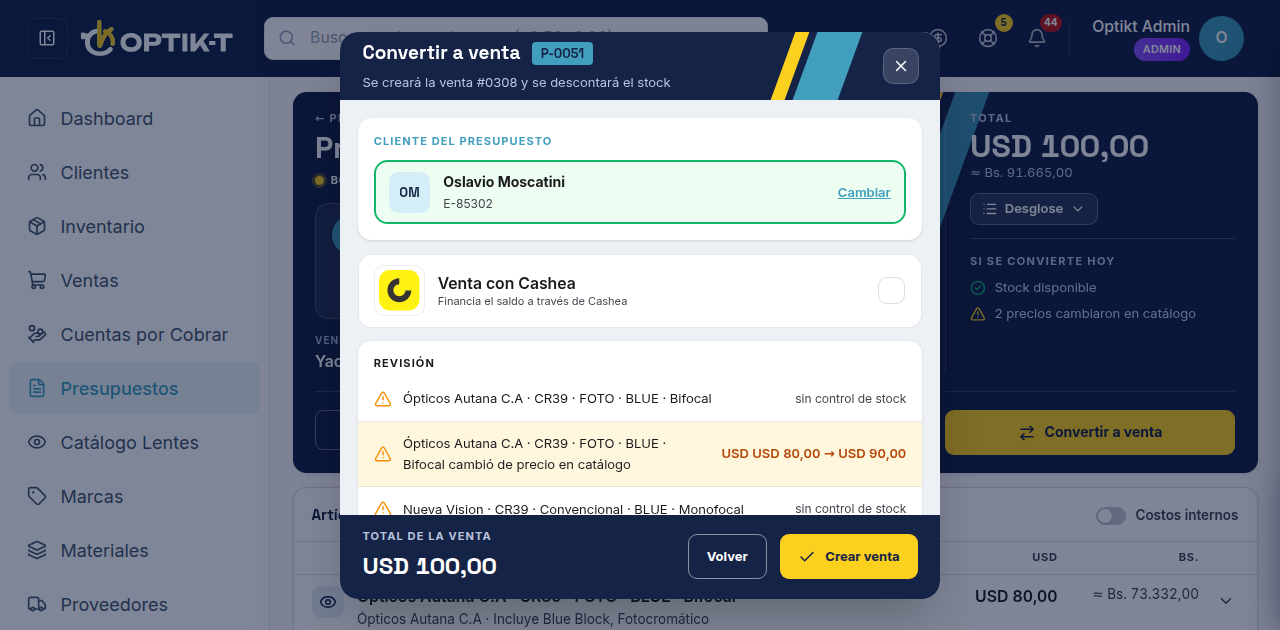 OPTIK-T
5
44
Optikt Admin
ADMIN
O
Dashboard
Clientes
Inventario
Ventas
Cuentas por Cobrar
Presupuestos
Catálogo Lentes
Marcas
Materiales
Proveedores
Convertir a venta
P-0051
Se creará la venta #0308 y se descontará el stock
CLIENTE DEL PRESUPUESTO
OM
Oslavio Moscatini
E-85302
Cambiar
Venta con Cashea
Financia el saldo a través de Cashea
REVISIÓN
Ópticos Autana C.A · CR39 · FOTO · BLUE · Bifocal
sin control de stock
Ópticos Autana C.A · CR39 · FOTO · BLUE ·
Bifocal cambió de precio en catálogo
USD USD 80,00 → USD 90,00
Nueva Vision · CR39 · Convencional · BLUE · Monofocal
sin control de stock
TOTAL DE LA VENTA
USD 100,00
Volver
Crear venta
TOTAL
USD 100,00
≈ Bs. 91.665,00
Desglose
SI SE CONVIERTE HOY
Stock disponible
2 precios cambiaron en catálogo
Convertir a venta
Costos internos
USD
BS.
Ópticos Autana C.A · CR39 · FOTO · BLUE · Bifocal
Ópticos Autana C.A · Incluye Blue Block, Fotocromático
USD 80,00
≈ Bs. 73.332,00